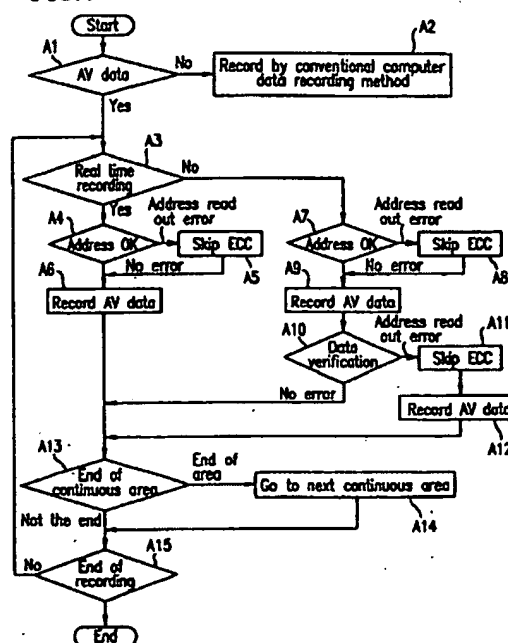 Start
A1
A2
AV data
No
Record by conventional computer
data recording method
Yes
A3
Real time
recording
No
A4
Yes
Address read
out error
A7
Address read
out error
Address OK
Skip ECC
Address OK
Skip ECC
A6
No error
A5
A9
No error
A8
Record AV data
Record AV data
A10
Address read
out error
A11
Data
verification
Skip ECC
No error
Record AV data
A12
A13
End of
continuous area
End of
area
Go to next continuous area
Not the end
A14
No
A15
End of
recording
End